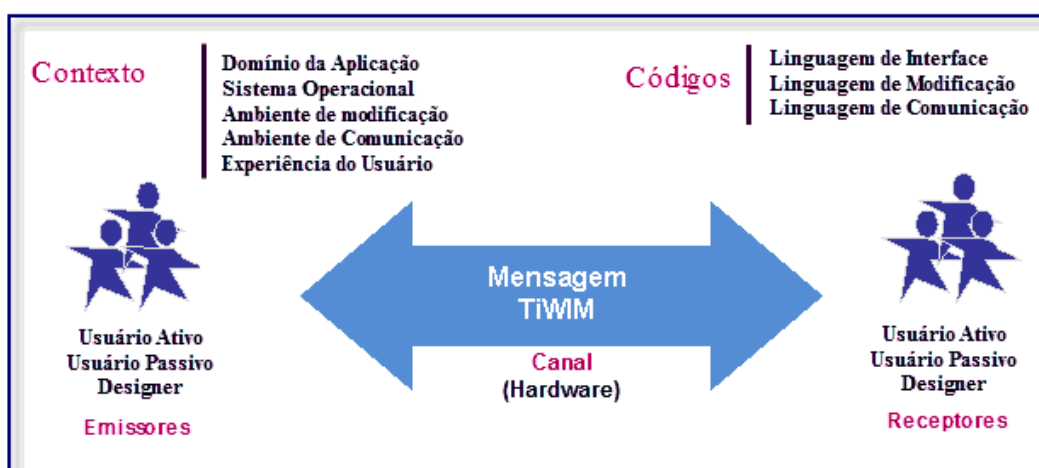 Contexto
Domínio da Aplicação
Sistema Operacional
Ambiente de modificação
Ambiente de Comunicação
Experiência do Usuário
Códigos
Linguagem de Interface
Linguagem de Modificação
Linguagem de Comunicação
Mensagem
TiWIM
Canal
(Hardware)
Usuário Ativo
Usuário Passivo
Designer
Emissores
Usuário Ativo
Usuário Passivo
Designer
Receptores